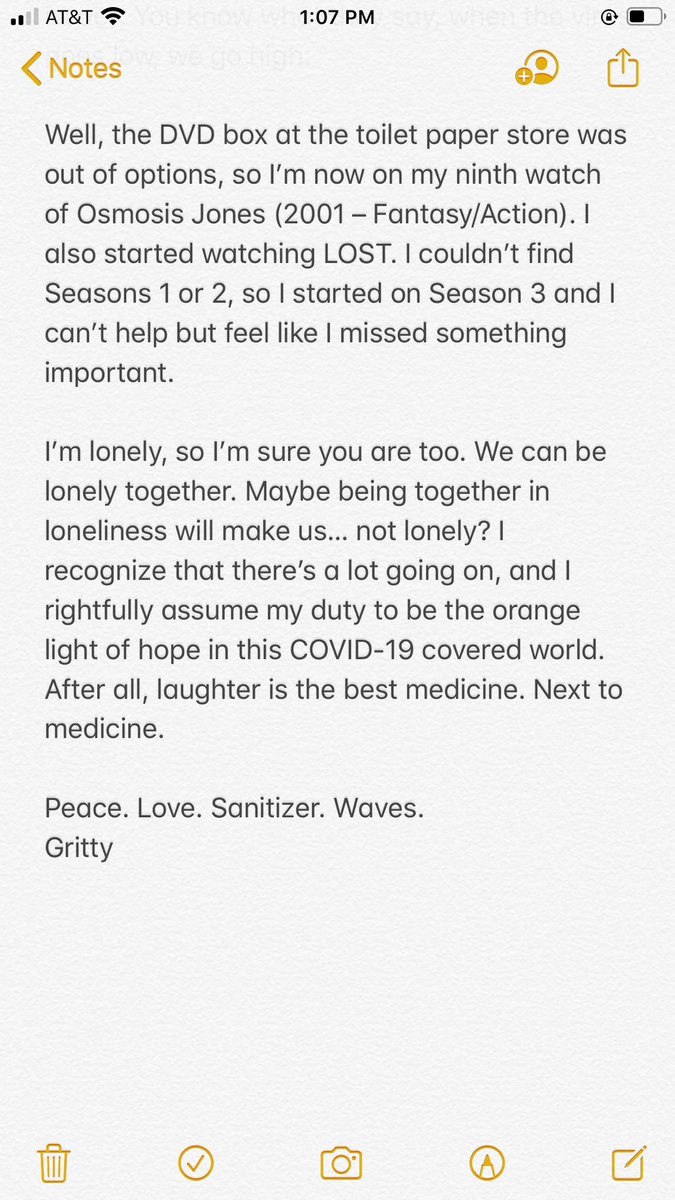 AT&T 1:07 PM
You know wh say, when the vi
low, we go high.
Notes
Well, the DVD box at the toilet paper store was
out of options, so I’m now on my ninth watch
of Osmosis Jones (2001 – Fantasy/Action). I
also started watching LOST. I couldn’t find
Seasons 1 or 2, so I started on Season 3 and I
can’t help but feel like I missed something
important.
I’m lonely, so I’m sure you are too. We can be
lonely together. Maybe being together in
loneliness will make us... not lonely? I
recognize that there’s a lot going on, and I
rightfully assume my duty to be the orange
light of hope in this COVID-19 covered world.
After all, laughter is the best medicine. Next to
medicine.
Peace. Love. Sanitizer. Waves.
Gritty